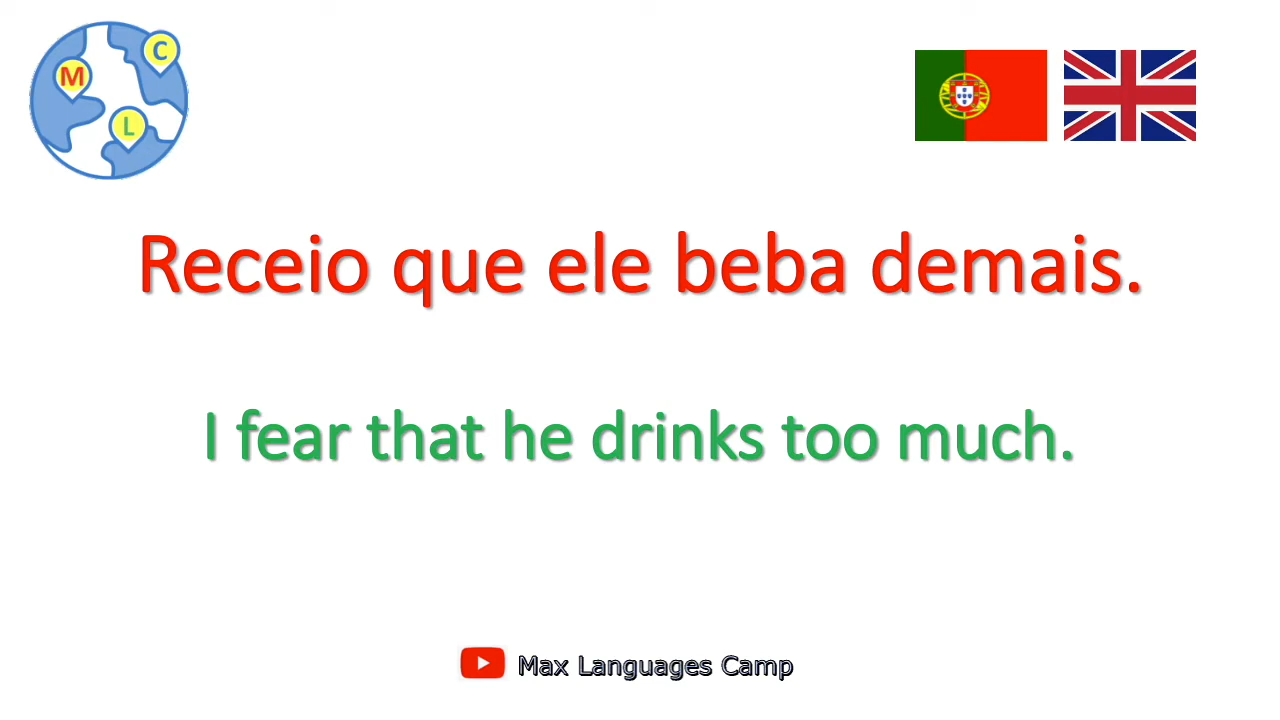 M
C
L
Receio que ele beba demais.
I fear that he drinks too much.
Max Languages Camp